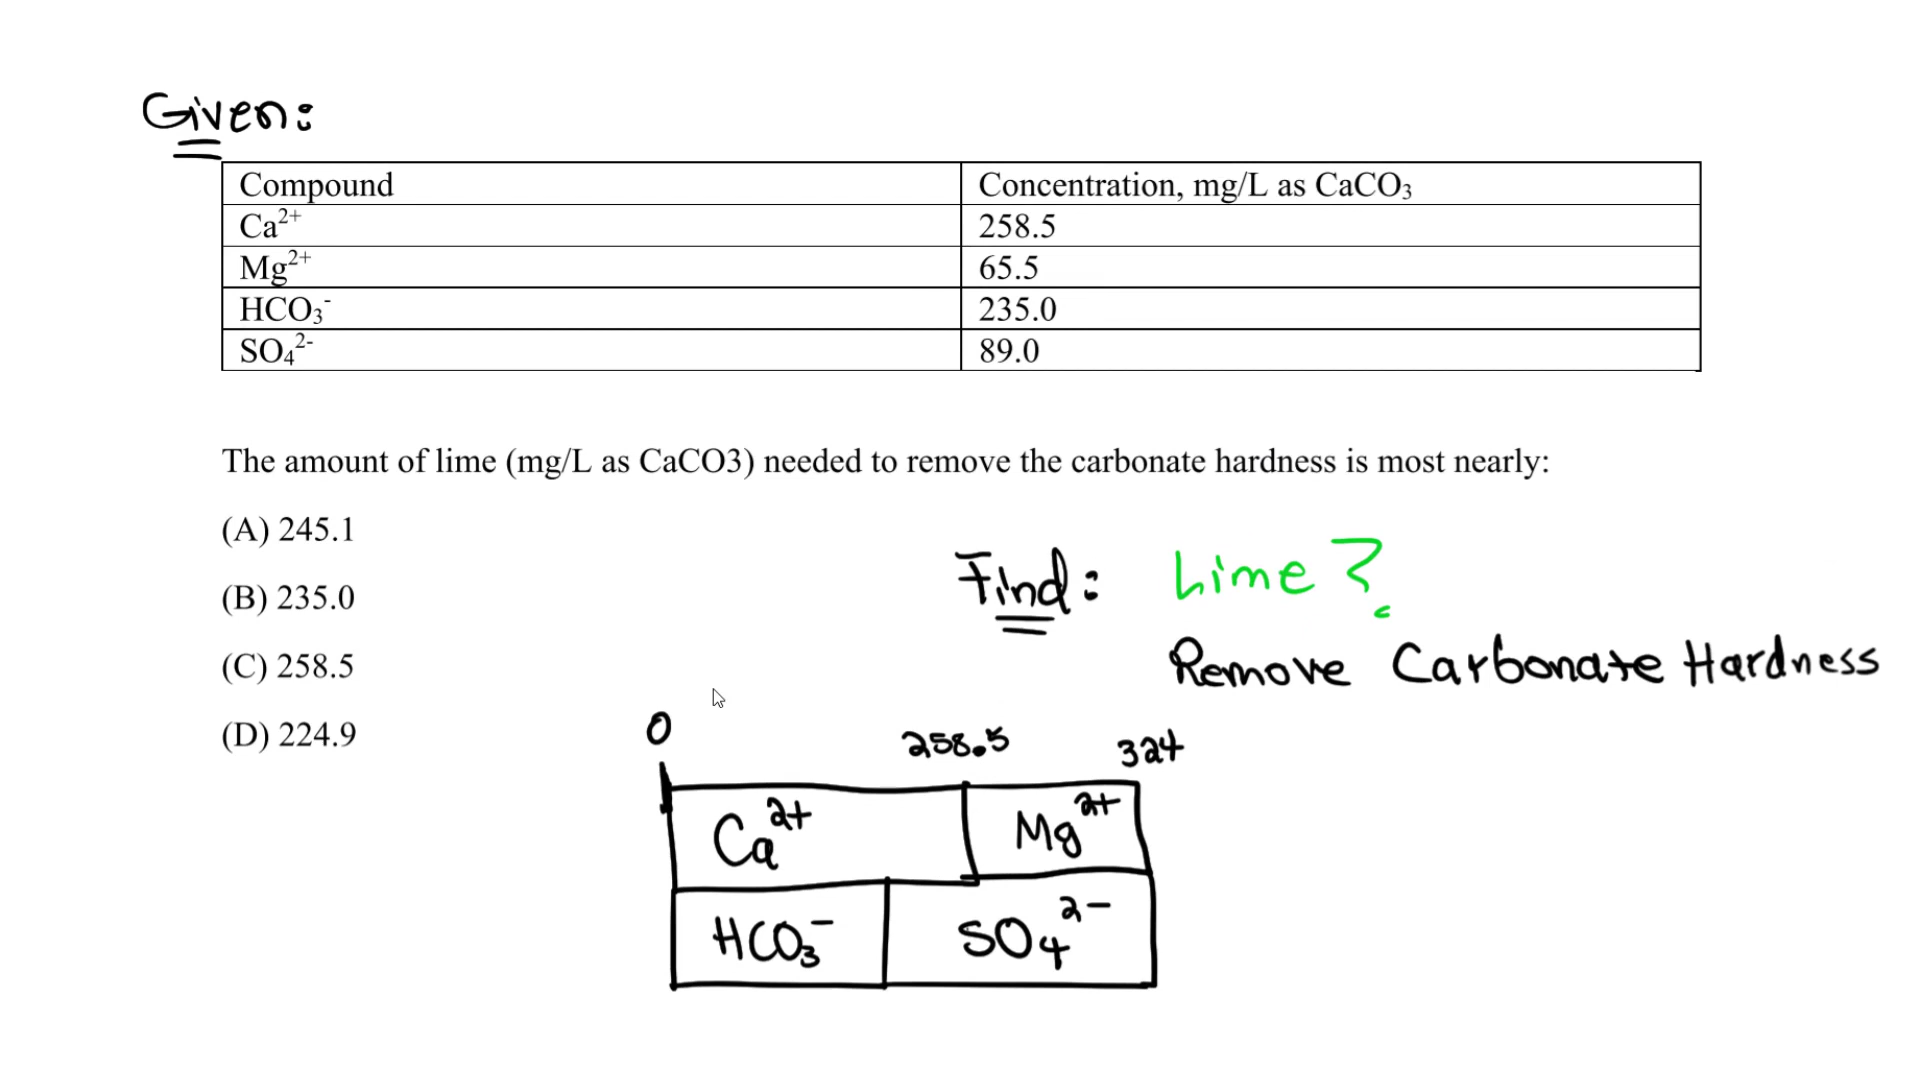 Given:
Compound Concentration, mg/L as CaCO₃
Ca²⁺ 258.5
Mg²⁺ 65.5
HCO₃⁻ 235.0
SO₄²⁻ 89.0
The amount of lime (mg/L as CaCO3) needed to remove the carbonate hardness is most nearly:
(A) 245.1
(B) 235.0
(C) 258.5
(D) 224.9
Find: Lime?
Remove Carbonate Hardness
0 258.5 324
Ca²⁺ Mg²⁺
HCO₃⁻ SO₄²⁻